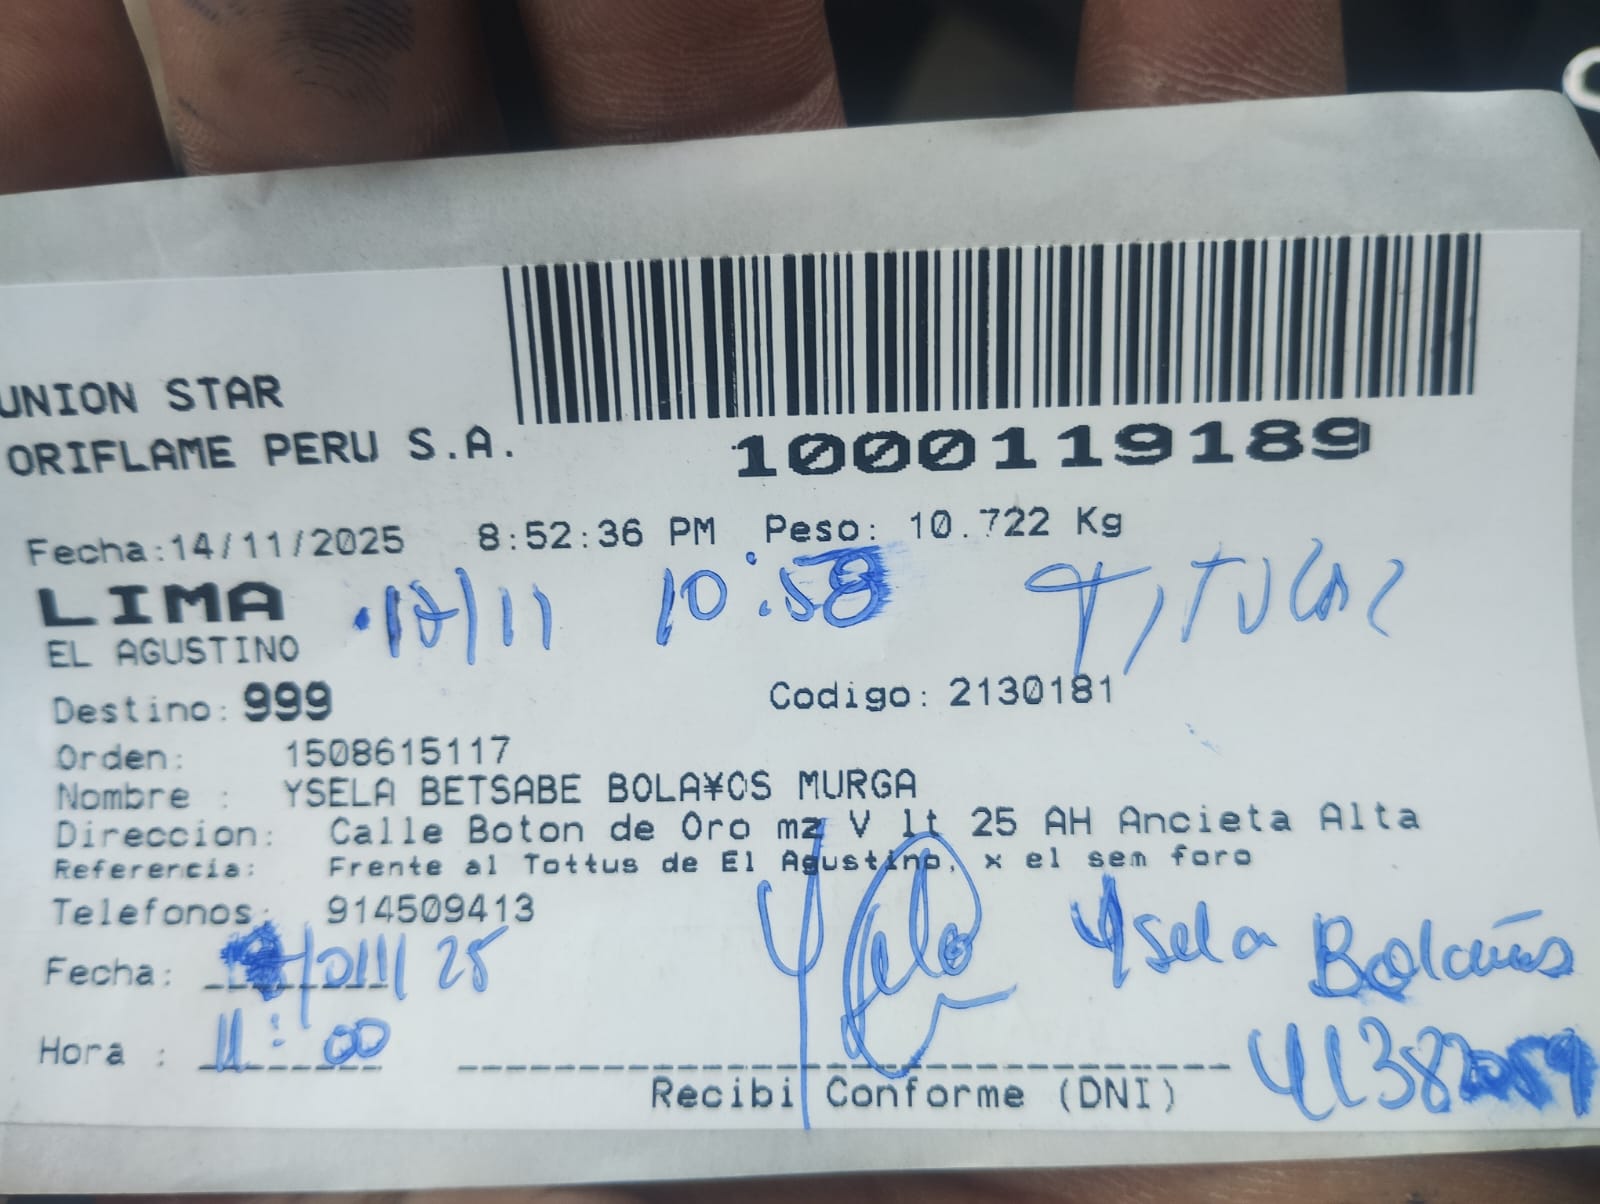 UNION STAR
ORIFLAME PERU S.A.
1000119189
Fecha:14/11/2025 8:52:36 PM Peso: 10.722 Kg
LIMA
17/11 10:58 TITULAR
EL AGUSTINO
Destino: 999 Codigo: 2130181
Orden: 1508615117
Nombre : YSELA BETSABE BOLA¥OS MURGA
Direccion: Calle Boton de Oro mz V lt 25 AH Ancieta Alta
Referencia: Frente al Tottus de El Agustino, x el sem foro
Telefonos: 914509413
Ysela Bolaños
Fecha: 25
Hora : 11:00
Recibi Conforme (DNI)